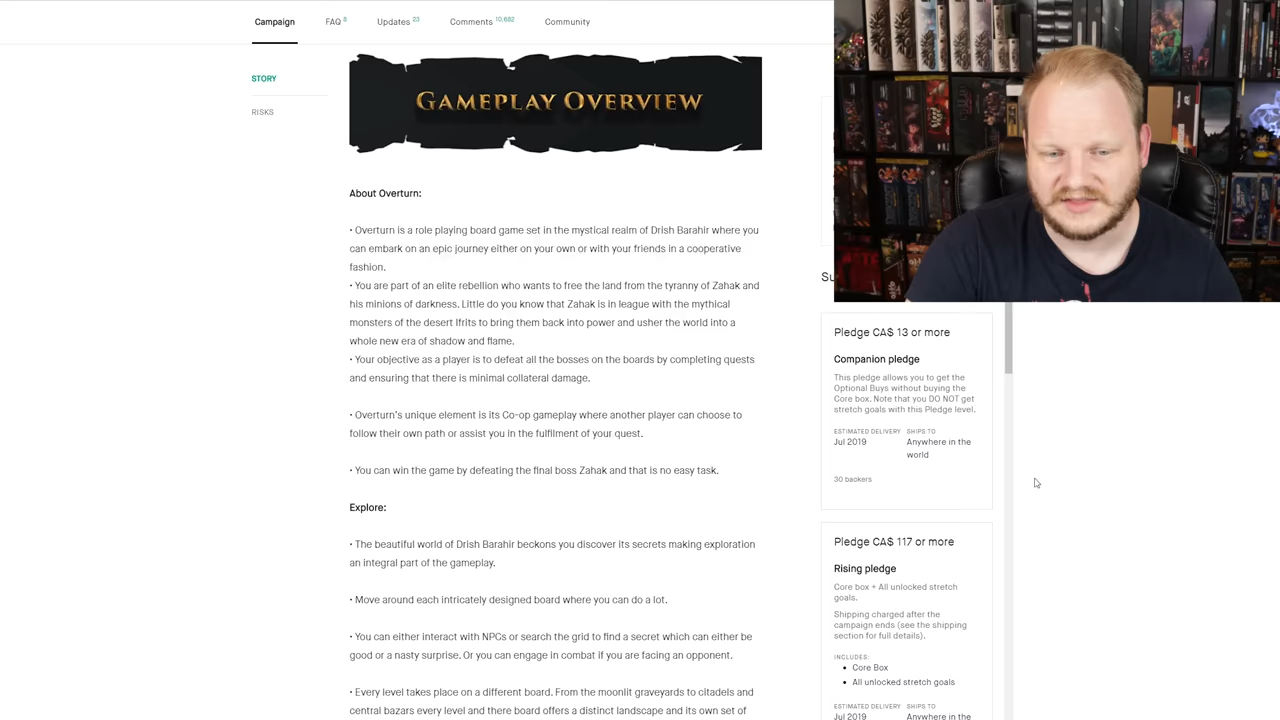 Campaign
FAQ 8
Updates 23
Comments 10,682
Community
STORY
RISKS
GAMEPLAY OVERVIEW
About Overturn:
• Overturn is a role playing board game set in the mystical realm of Drish Barahir where you
can embark on an epic journey either on your own or with your friends in a cooperative
fashion.
• You are part of an elite rebellion who wants to free the land from the tyranny of Zahak and
his minions of darkness. Little do you know that Zahak is in league with the mythical
monsters of the desert Ifrits to bring them back into power and usher the world into a
whole new era of shadow and flame.
• Your objective as a player is to defeat all the bosses on the boards by completing quests
and ensuring that there is minimal collateral damage.
• Overturn's unique element is its Co-op gameplay where another player can choose to
follow their own path or assist you in the fulfilment of your quest.
• You can win the game by defeating the final boss Zahak and that is no easy task.
Explore:
• The beautiful world of Drish Barahir beckons you discover its secrets making exploration
an integral part of the gameplay.
• Move around each intricately designed board where you can do a lot.
• You can either interact with NPCs or search the grid to find a secret which can either be
good or a nasty surprise. Or you can engage in combat if you are facing an opponent.
• Every level takes place on a different board. From the moonlit graveyards to citadels and
central bazars every level and there board offers a distinct landscape and its own set of
Su
Pledge CA$ 13 or more
Companion pledge
This pledge allows you to get the
Optional Buys without buying the
Core box. Note that you DO NOT get
stretch goals with this Pledge level.
ESTIMATED DELIVERY SHIPS TO
Jul 2019 Anywhere in the
world
30 backers
Pledge CA$ 117 or more
Rising pledge
Core box + All unlocked stretch
goals.
Shipping charged after the
campaign ends (see the shipping
section for full details).
INCLUDES:
• Core Box
• All unlocked stretch goals
ESTIMATED DELIVERY SHIPS TO
Jul 2019 Anywhere in the